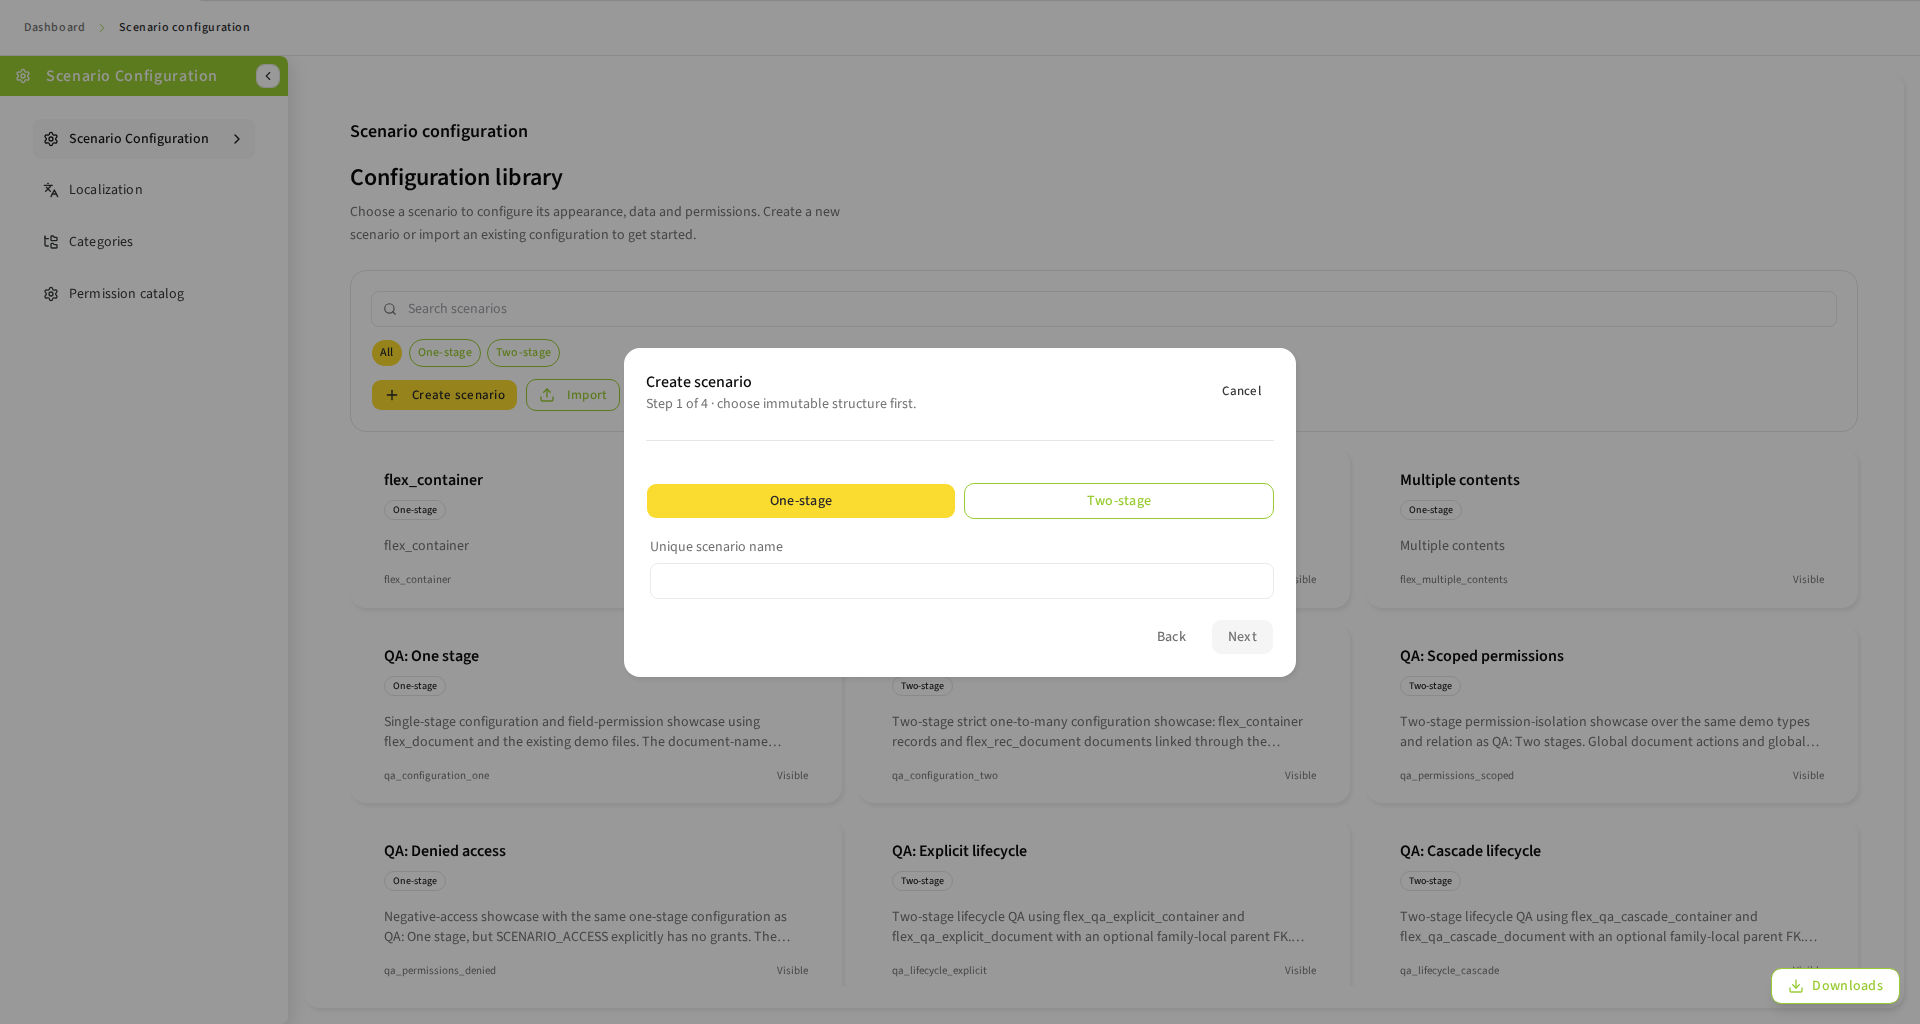 Dashboard
Scenario configuration
Scenario Configuration
Scenario Configuration
Localization
Categories
Permission catalog
Scenario configuration
Configuration library
Choose a scenario to configure its appearance, data and permissions. Create a new
scenario or import an existing configuration to get started.
Search scenarios
All
One-stage
Two-stage
Create scenario
Import
Create scenario
Step 1 of 4 · choose immutable structure first.
Cancel
One-stage
Two-stage
Unique scenario name
Back
Next
flex_container
One-stage
flex_container
flex_container
Multiple contents
One-stage
Multiple contents
flex_multiple_contents
Visible
QA: One stage
One-stage
Single-stage configuration and field-permission showcase using
flex_document and the existing demo files. The document-name…
qa_configuration_one
Visible
Two-stage
Two-stage strict one-to-many configuration showcase: flex_container
records and flex_rec_document documents linked through the…
qa_configuration_two
Visible
QA: Scoped permissions
Two-stage
Two-stage permission-isolation showcase over the same demo types
and relation as QA: Two stages. Global document actions and global…
qa_permissions_scoped
Visible
QA: Denied access
One-stage
Negative-access showcase with the same one-stage configuration as
QA: One stage, but SCENARIO_ACCESS explicitly has no grants. The…
qa_permissions_denied
Visible
QA: Explicit lifecycle
Two-stage
Two-stage lifecycle QA using flex_qa_explicit_container and
flex_qa_explicit_document with an optional family-local parent FK.…
qa_lifecycle_explicit
Visible
QA: Cascade lifecycle
Two-stage
Two-stage lifecycle QA using flex_qa_cascade_container and
flex_qa_cascade_document with an optional family-local parent FK.…
qa_lifecycle_cascade
Downloads